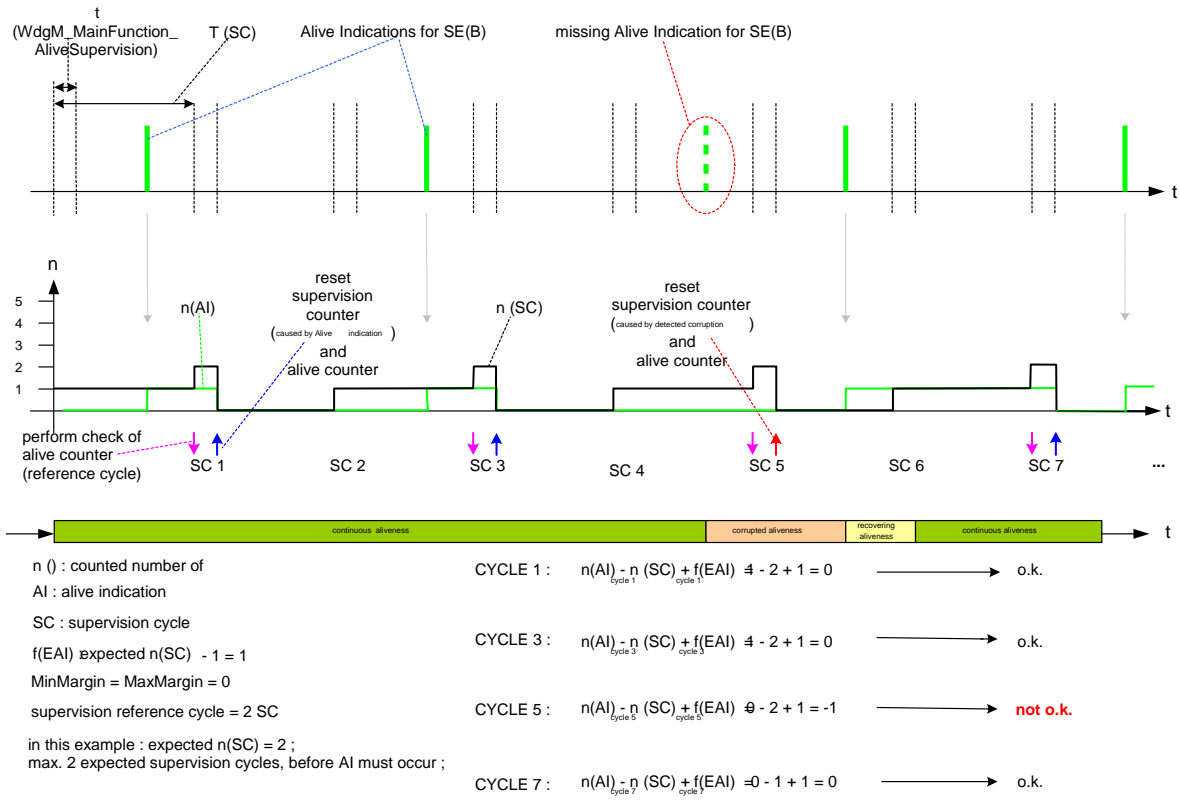 t
(WdgM_MainFunction_
AliveSupervision)
T (SC)
Alive Indications for SE(B)
missing Alive Indication for SE(B)
t
n
5
4
3
2
1
n(AI)
reset
supervision
counter
(caused by Alive indication )
and
alive counter
n (SC)
reset
supervision counter
(caused by detected corruption )
and
alive counter
t
perform check of
alive counter
(reference cycle)
SC 1
SC 2
SC 3
SC 4
SC 5
SC 6
SC 7
...
continuous aliveness
corrupted aliveness
recovering
aliveness
continuous aliveness
t
n () : counted number of
AI : alive indication
SC : supervision cycle
f(EAI) : expected n(SC) - 1 = 1
MinMargin = MaxMargin = 0
supervision reference cycle = 2 SC
in this example : expected n(SC) = 2 ;
max. 2 expected supervision cycles, before AI must occur ;
CYCLE 1 : n(AI) cycle 1 - n (SC) cycle 1 + f(EAI) = 1 - 2 + 1 = 0 o.k.
CYCLE 3 : n(AI) cycle 3 - n (SC) cycle 3 + f(EAI) = 1 - 2 + 1 = 0 o.k.
CYCLE 5 : n(AI) cycle 5 - n (SC) cycle 5 + f(EAI) = 0 - 2 + 1 = -1 not o.k.
CYCLE 7 : n(AI) cycle 7 - n (SC) cycle 7 + f(EAI) =0 - 1 + 1 = 0 o.k.